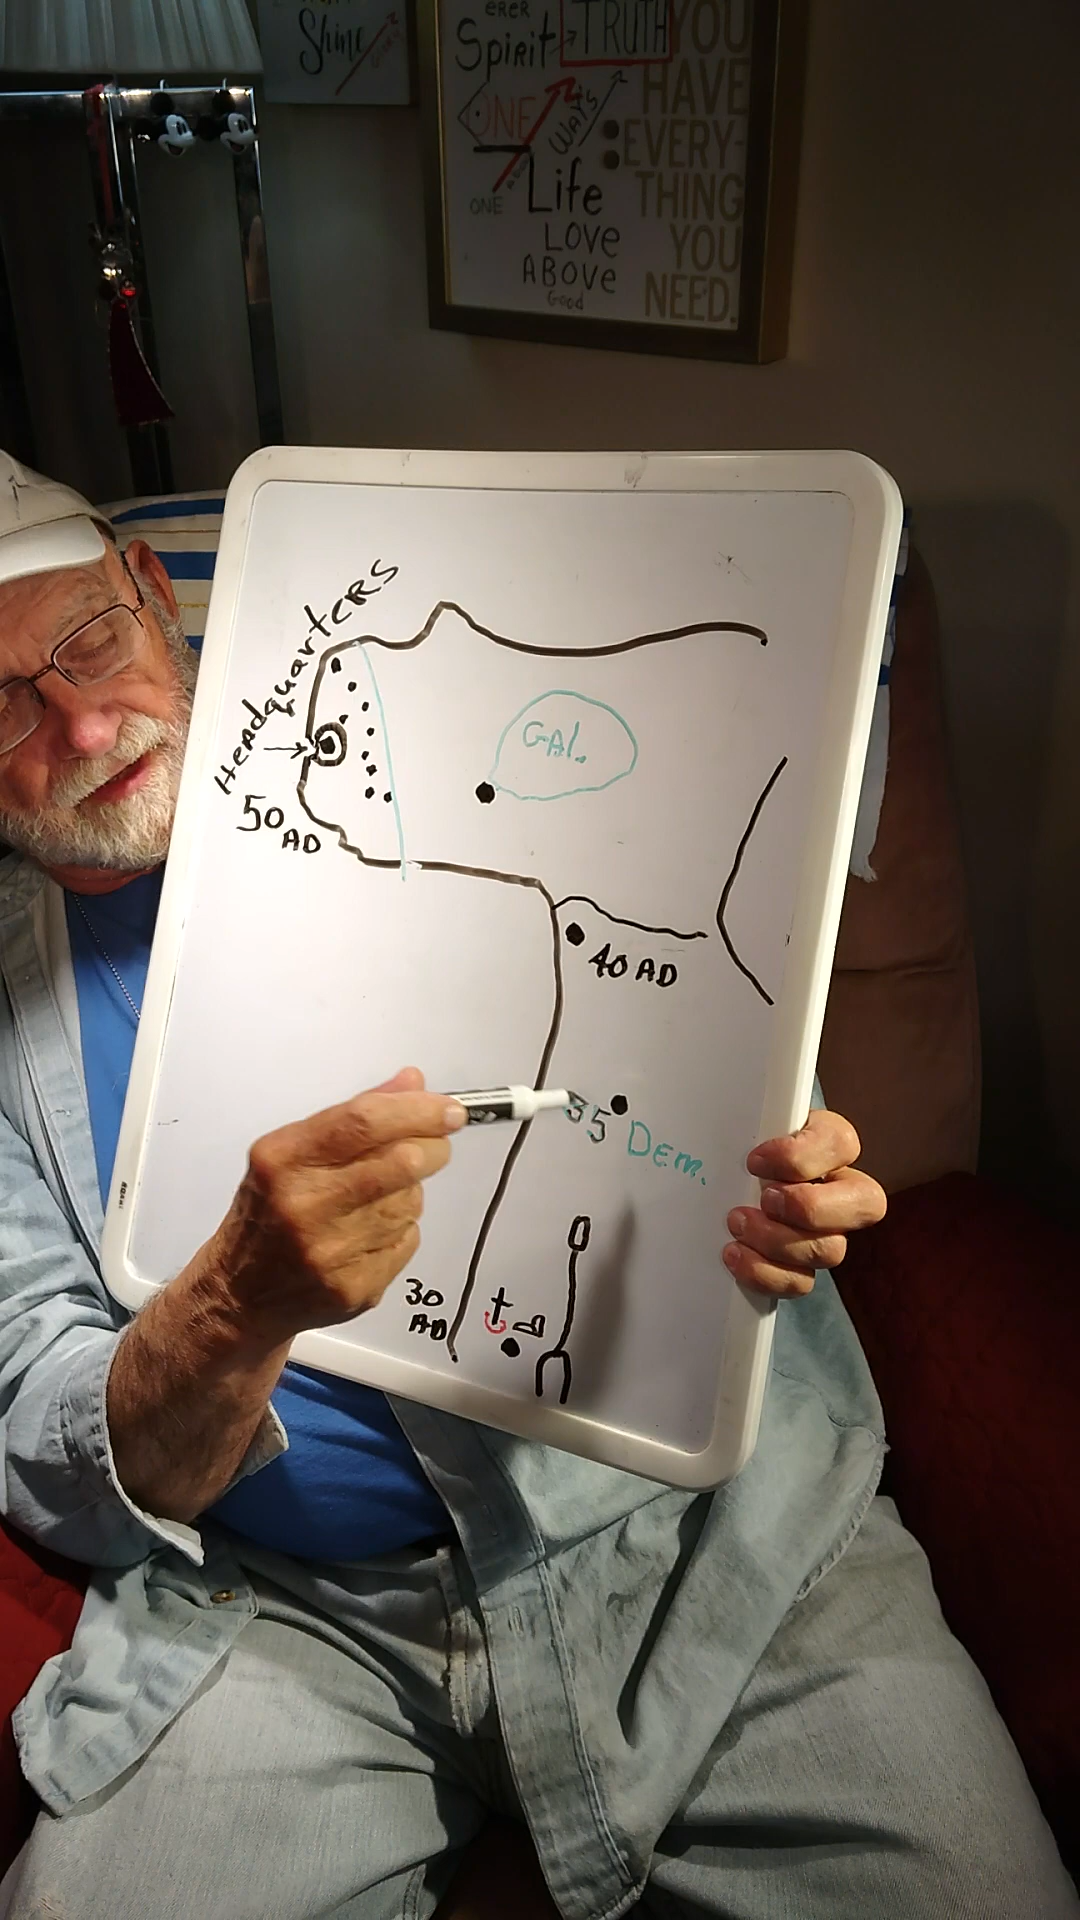 Shine
ERER
Spirit → TRUTH
ONE
WAYS
ONE
Life
LOVE
ABOVE
Good
YOU
HAVE
EVERY-
THING
YOU
NEED.
HeadquarteRS
50
AD
GAL.
40 AD
35 Dem.
30
AD